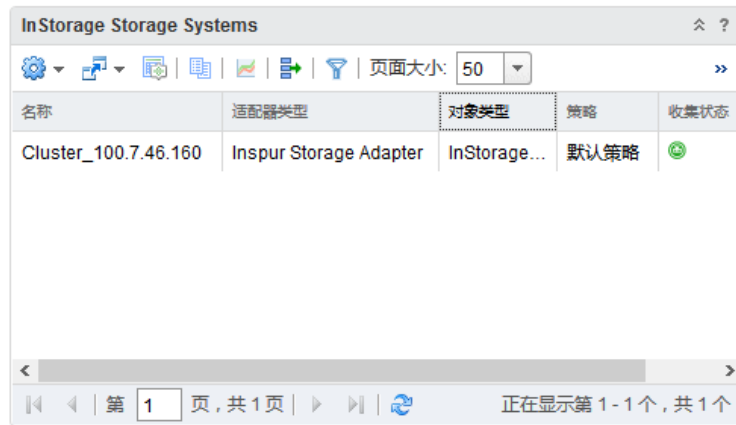 InStorage Storage Systems ?
页面大小: 50 »
名称 适配器类型 对象类型 策略 收集状态
Cluster_100.7.46.160 Inspur Storage Adapter InStorage... 默认策略
第 1 页，共1页 正在显示第 1 - 1个，共1个